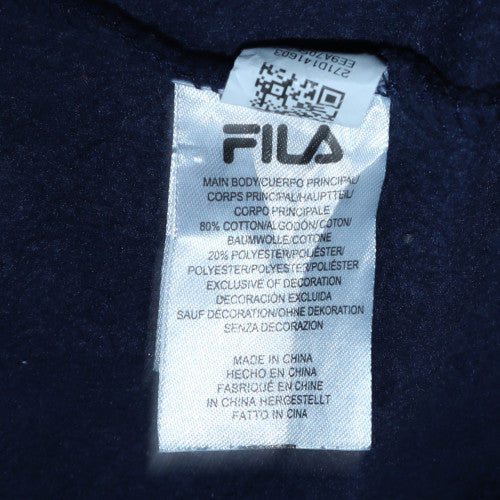 271D141603
FILA
MAIN BODY/CUERPO PRINCIPAL/
CORPS PRINCIPAL/HAUPTTEIL/
CORPO PRINCIPALE
80% COTTON/ALGODÓN/COTON/
BAUMWOLLE/COTONE
20% POLYESTER/POLIÉSTER/
POLYESTER/POLYESTER/POLIÉSTER
EXCLUSIVE OF DECORATION
DECORACIÓN EXCLUIDA
SAUF DÉCORATION/OHNE DEKORATION
SENZA DECORAZION
MADE IN CHINA
HECHO EN CHINA
FABRIQUÉ EN CHINE
IN CHINA HERGESTELLT
FATTO IN CINA